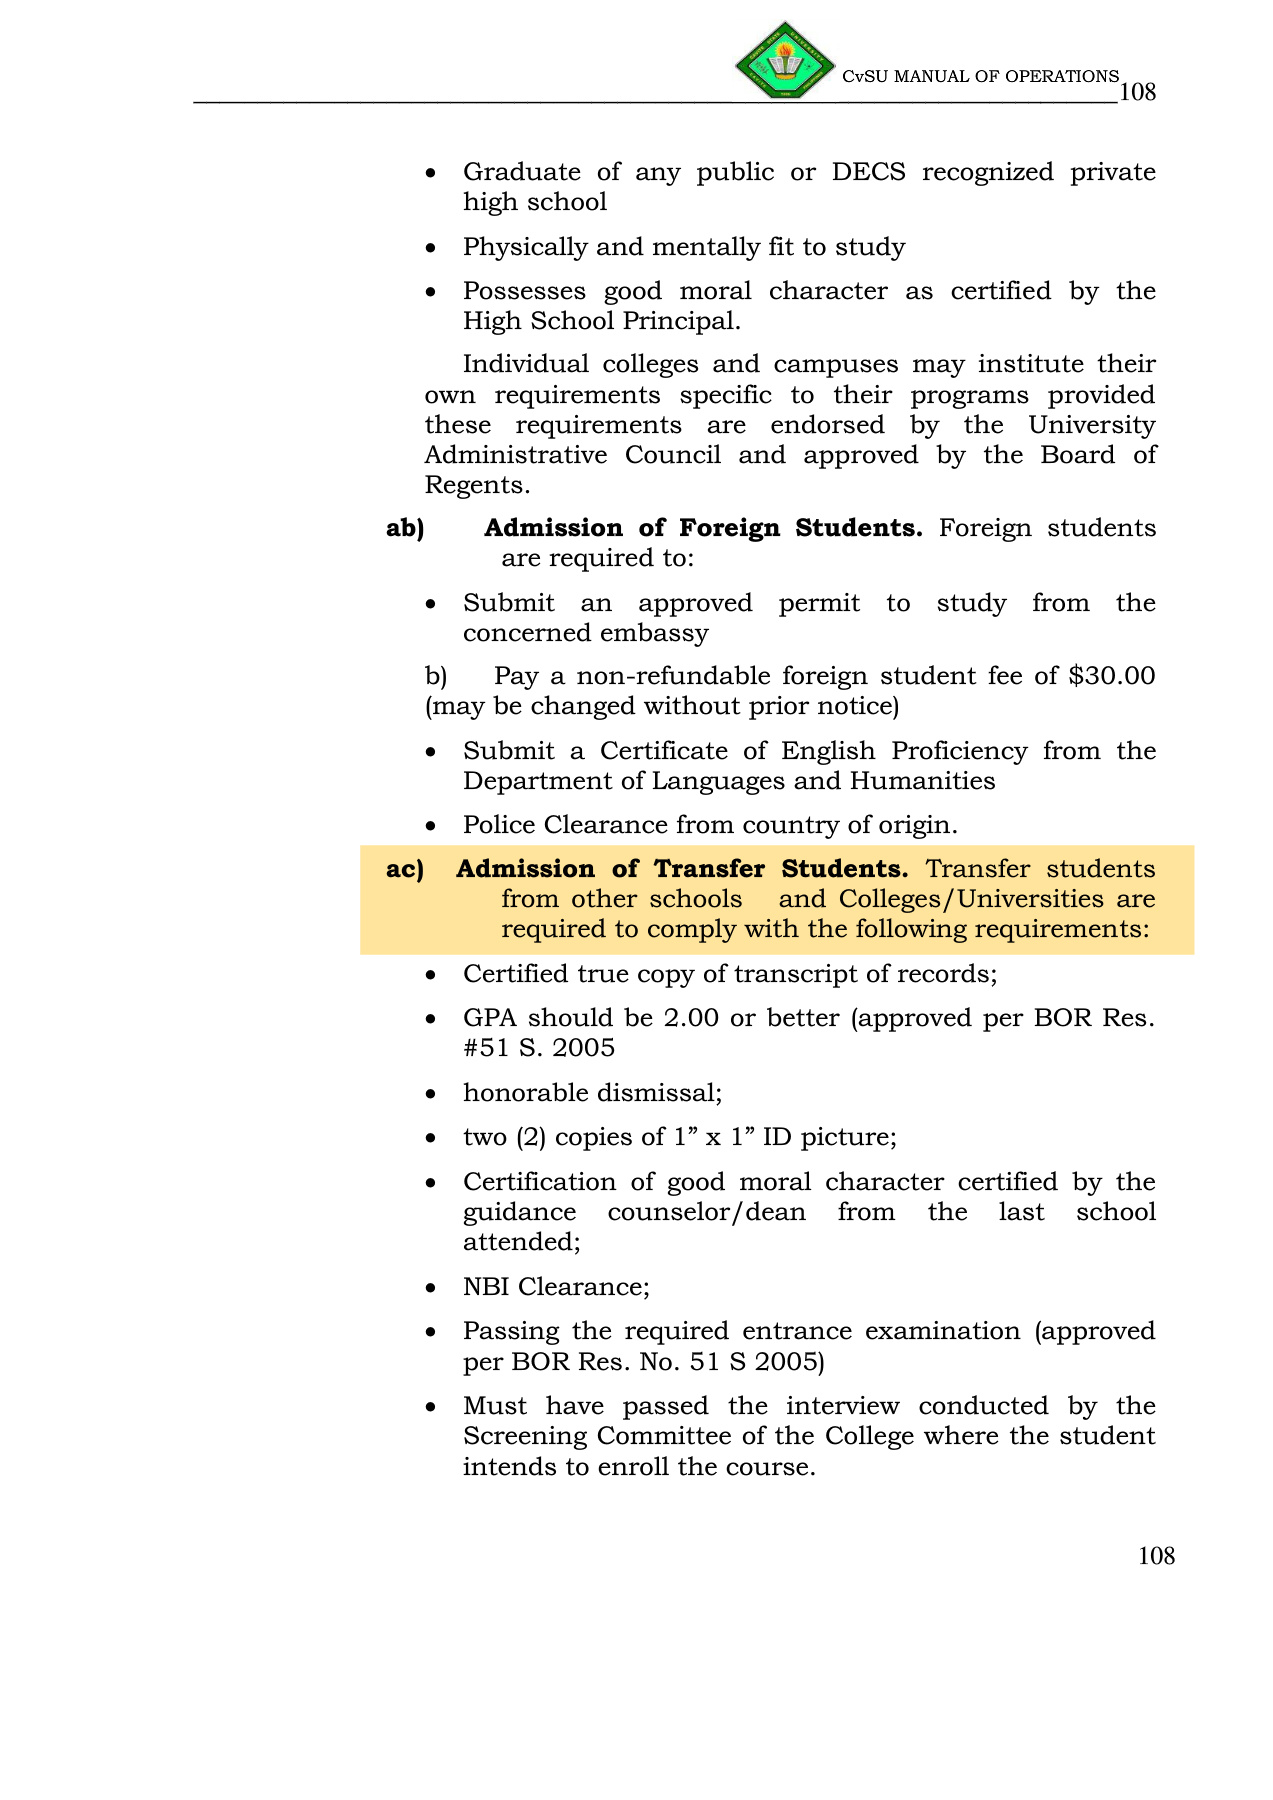 CvSU MANUAL OF OPERATIONS
108
• Graduate of any public or DECS recognized private
high school
• Physically and mentally fit to study
• Possesses good moral character as certified by the
High School Principal.
Individual colleges and campuses may institute their
own requirements specific to their programs provided
these requirements are endorsed by the University
Administrative Council and approved by the Board of
Regents.
ab) Admission of Foreign Students. Foreign students
are required to:
• Submit an approved permit to study from the
concerned embassy
b) Pay a non-refundable foreign student fee of $30.00
(may be changed without prior notice)
• Submit a Certificate of English Proficiency from the
Department of Languages and Humanities
• Police Clearance from country of origin.
ac) Admission of Transfer Students. Transfer students
from other schools and Colleges/Universities are
required to comply with the following requirements:
• Certified true copy of transcript of records;
• GPA should be 2.00 or better (approved per BOR Res.
#51 S. 2005
• honorable dismissal;
• two (2) copies of 1” x 1” ID picture;
• Certification of good moral character certified by the
guidance counselor/dean from the last school
attended;
• NBI Clearance;
• Passing the required entrance examination (approved
per BOR Res. No. 51 S 2005)
• Must have passed the interview conducted by the
Screening Committee of the College where the student
intends to enroll the course.
108